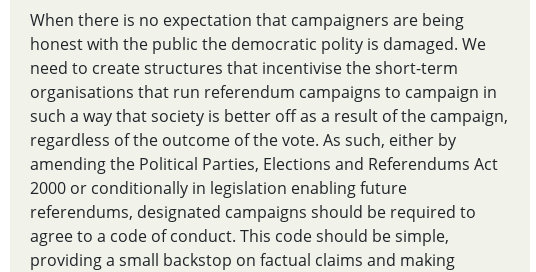 When there is no expectation that campaigners are being
honest with the public the democratic polity is damaged. We
need to create structures that incentivise the short-term
organisations that run referendum campaigns to campaign in
such a way that society is better off as a result of the campaign,
regardless of the outcome of the vote. As such, either by
amending the Political Parties, Elections and Referendums Act
2000 or conditionally in legislation enabling future
referendums, designated campaigns should be required to
agree to a code of conduct. This code should be simple,
providing a small backstop on factual claims and making